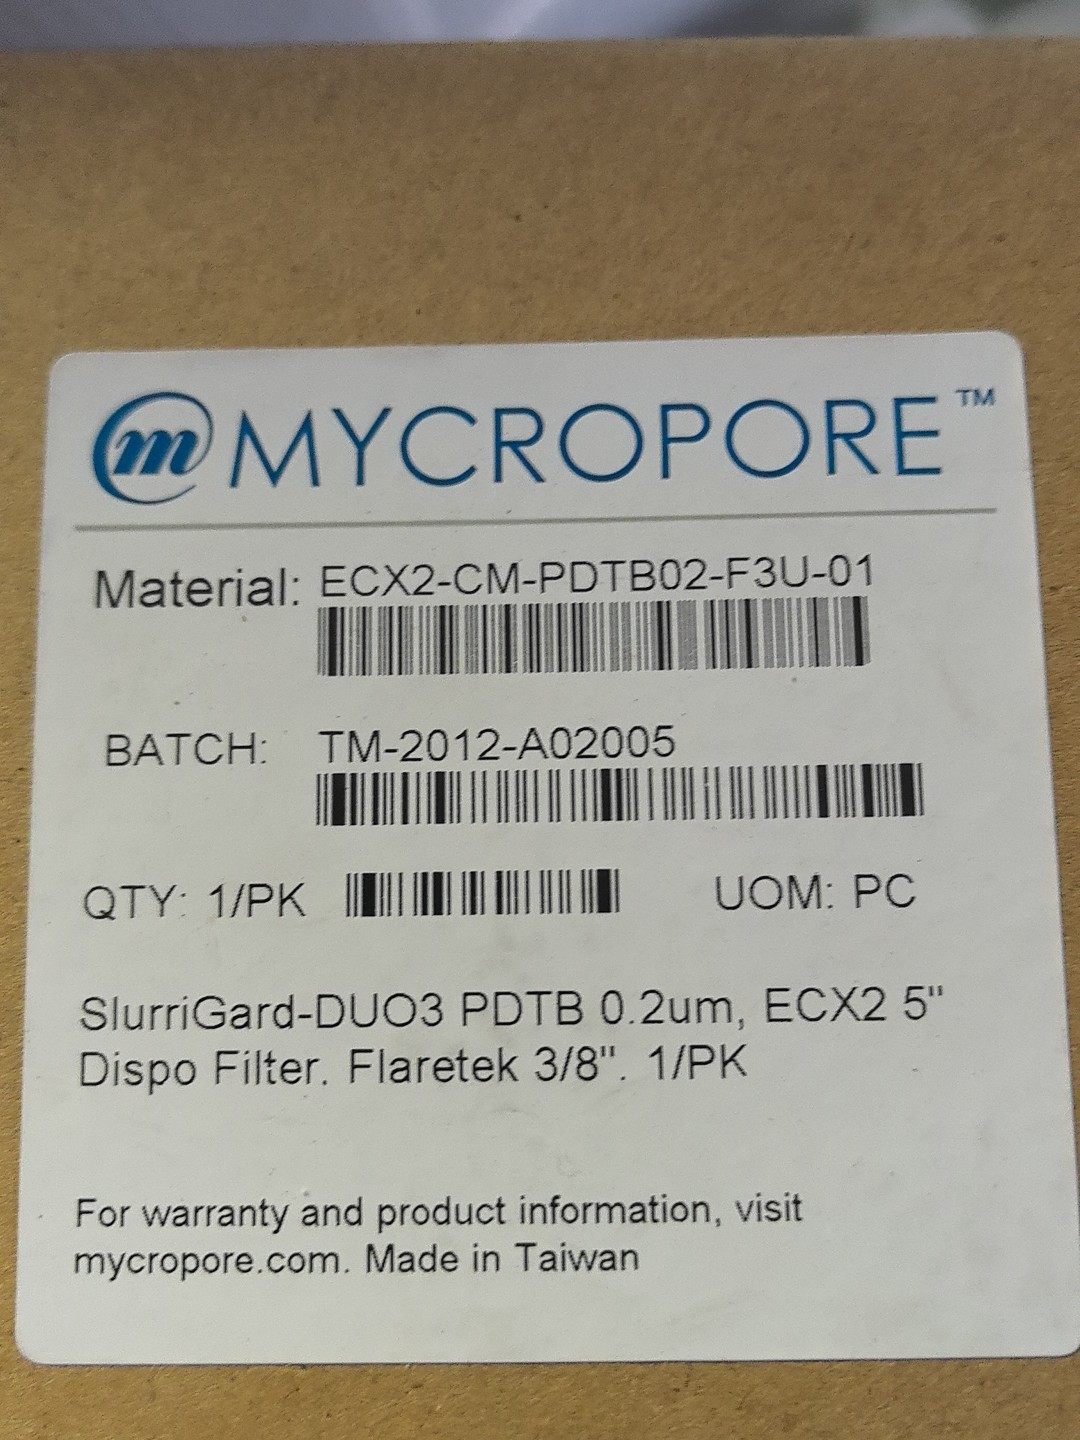 m MYCROPORE™
Material: ECX2-CM-PDTB02-F3U-01
BATCH: TM-2012-A02005
QTY: 1/PK UOM: PC
SlurriGard-DUO3 PDTB 0.2um, ECX2 5"
Dispo Filter. Flaretek 3/8". 1/PK
For warranty and product information, visit
mycropore.com. Made in Taiwan